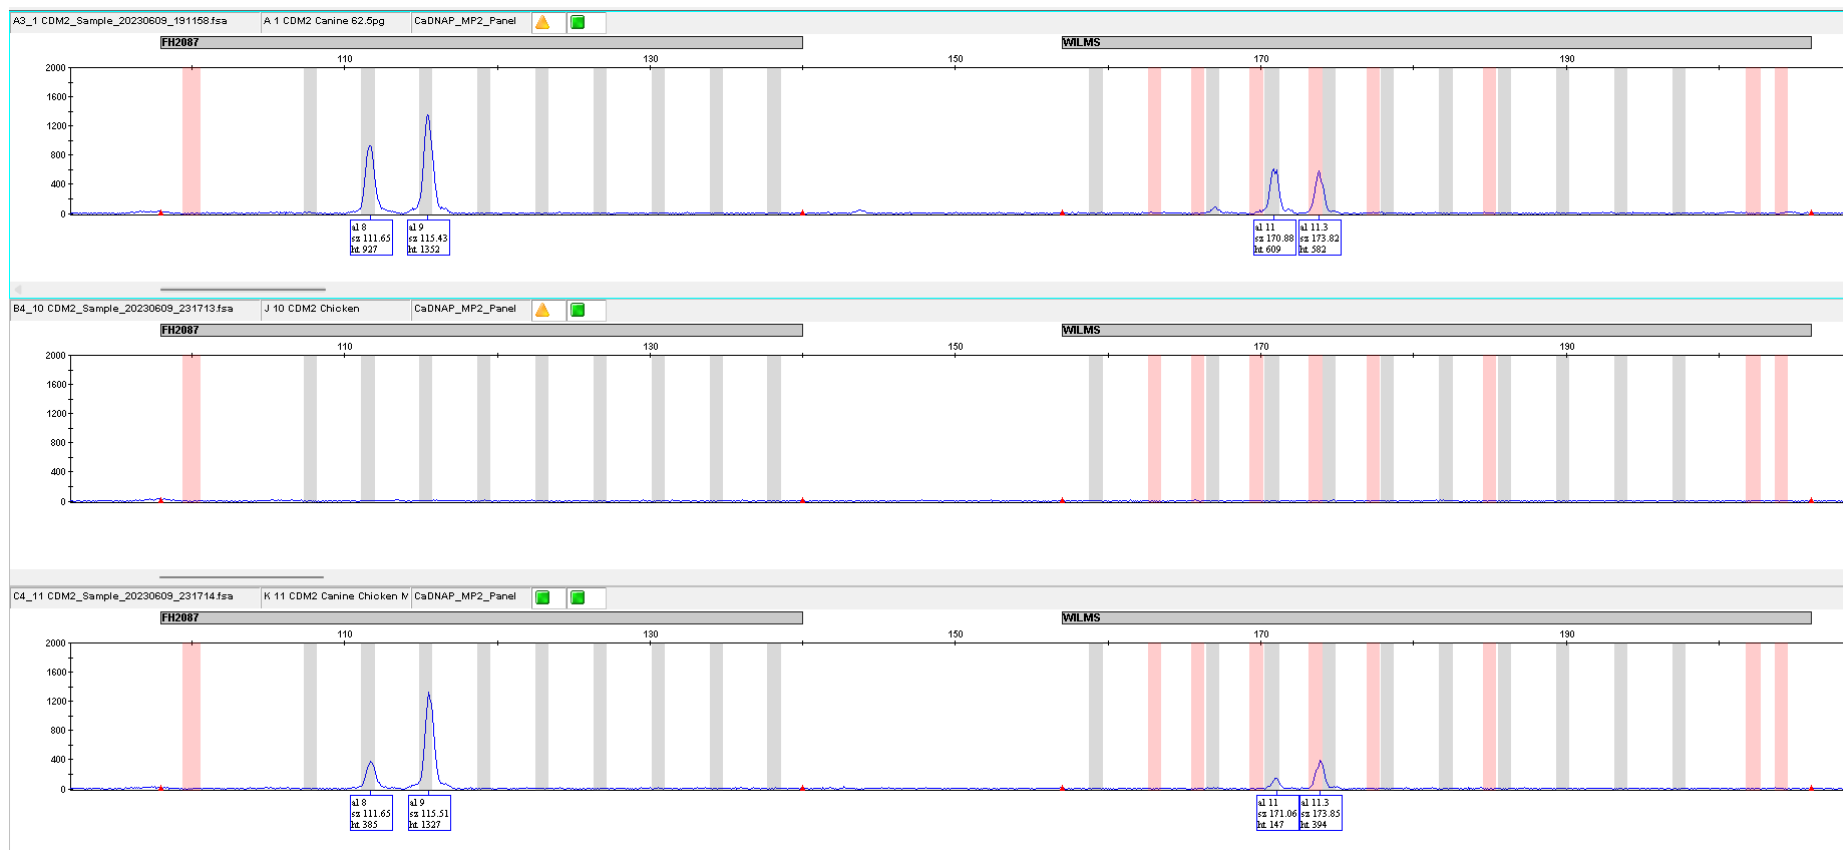 A3_1 CDM2_Sample_20230609_191158.fsa A 1 CDM2 Canine 62.5pg CaDNAP_MP2_Panel
FH2087 WILMS
110 130 150 170 190
2000
1600
1200
800
400
0
al 8 al 9 al 11 al 11.3
sz 111.65 sz 115.43 sz 170.88 sz 173.82
ht 927 ht 1352 ht 609 ht 582
B4_10 CDM2_Sample_20230609_231713.fsa J 10 CDM2 Chicken CaDNAP_MP2_Panel
FH2087 WILMS
110 130 150 170 190
2000
1600
1200
800
400
0
C4_11 CDM2_Sample_20230609_231714.fsa K 11 CDM2 Canine Chicken M CaDNAP_MP2_Panel
FH2087 WILMS
110 130 150 170 190
2000
1600
1200
800
400
0
al 8 al 9 al 11 al 11.3
sz 111.65 sz 115.51 sz 171.06 sz 173.85
ht 385 ht 1327 ht 147 ht 394